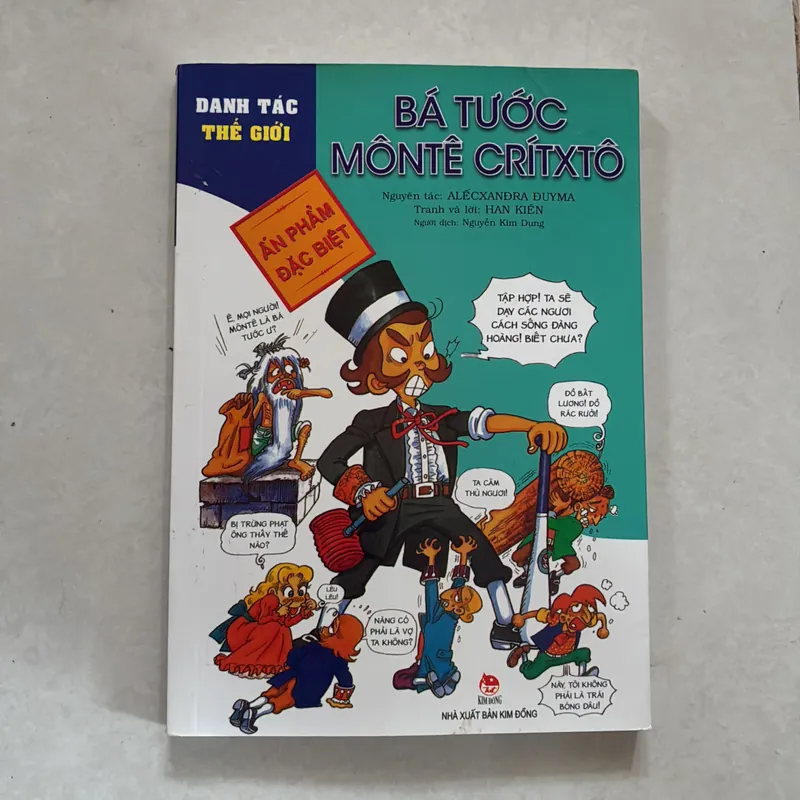 DANH TÁC
THẾ GIỚI
BÁ TƯỚC
MÔNTÊ CRÍTXTÔ
Nguyên tác: ALẾCXANĐRA ĐUYMA
Tranh và lời: HAN KIÊN
Người dịch: Nguyễn Kim Dung
ẤN PHẨM
ĐẶC BIỆT
Ê, MỌI NGƯỜI!
MÔNTÊ LÀ BÁ
TƯỚC Ư?
TẬP HỢP! TA SẼ
DẠY CÁC NGƯƠI
CÁCH SỐNG ĐÀNG
HOÀNG! BIẾT CHƯA?
ĐỒ BẤT
LƯƠNG! ĐỒ
RÁC RƯỞI!
TA CĂM
THÙ NGƯƠI!
BỊ TRỪNG PHẠT
ÔNG THẤY THẾ
NÀO?
LÊU
LÊU!
NÀNG CÓ
PHẢI LÀ VỢ
TA KHÔNG?
NÀY, TÔI KHÔNG
PHẢI LÀ TRÁI
BÓNG ĐÂU!
KIM ĐỒNG
NHÀ XUẤT BẢN KIM ĐỒNG